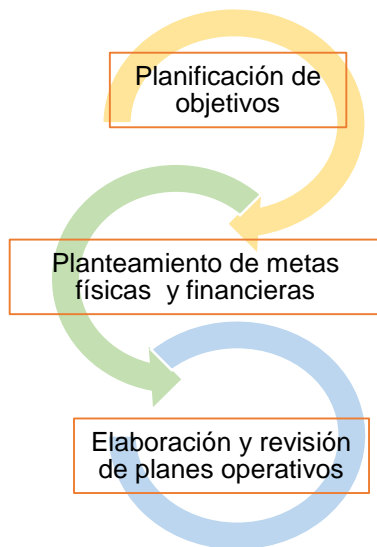 Planificación de
objetivos
Planteamiento de metas
físicas y financieras
Elaboración y revisión
de planes operativos